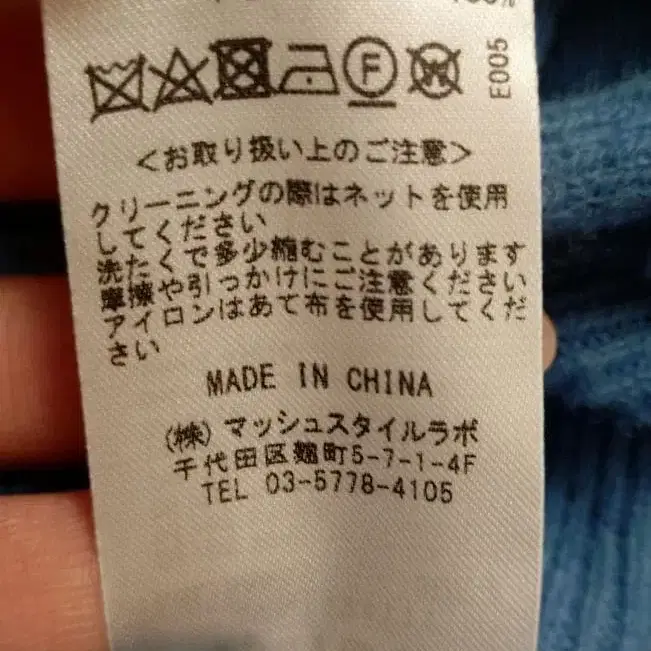 F W E005
<お取り扱い上のご注意>
クリーニングの際はネットを使用
してください
洗たくで多少縮むことがあります
摩擦や引っかけにご注意ください
アイロンはあて布を使用してくだ
さい
MADE IN CHINA
(株) マッシュスタイルラボ
千代田区麹町5-7-1-4F
TEL 03-5778-4105